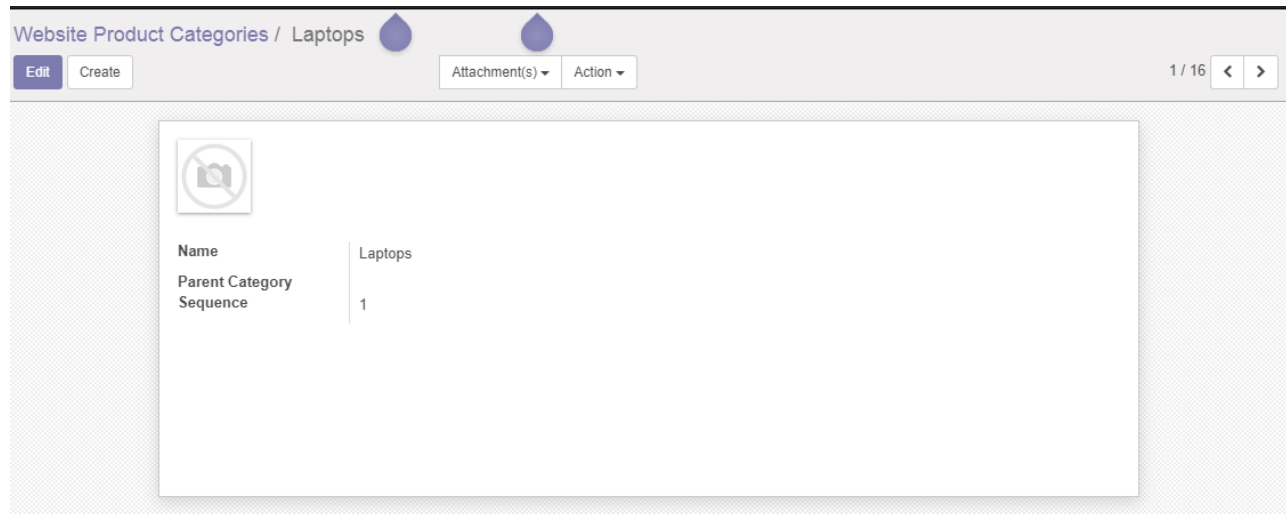 Website Product Categories / Laptops
Edit Create Attachment(s) Action 1 / 16
Name Laptops
Parent Category
Sequence 1